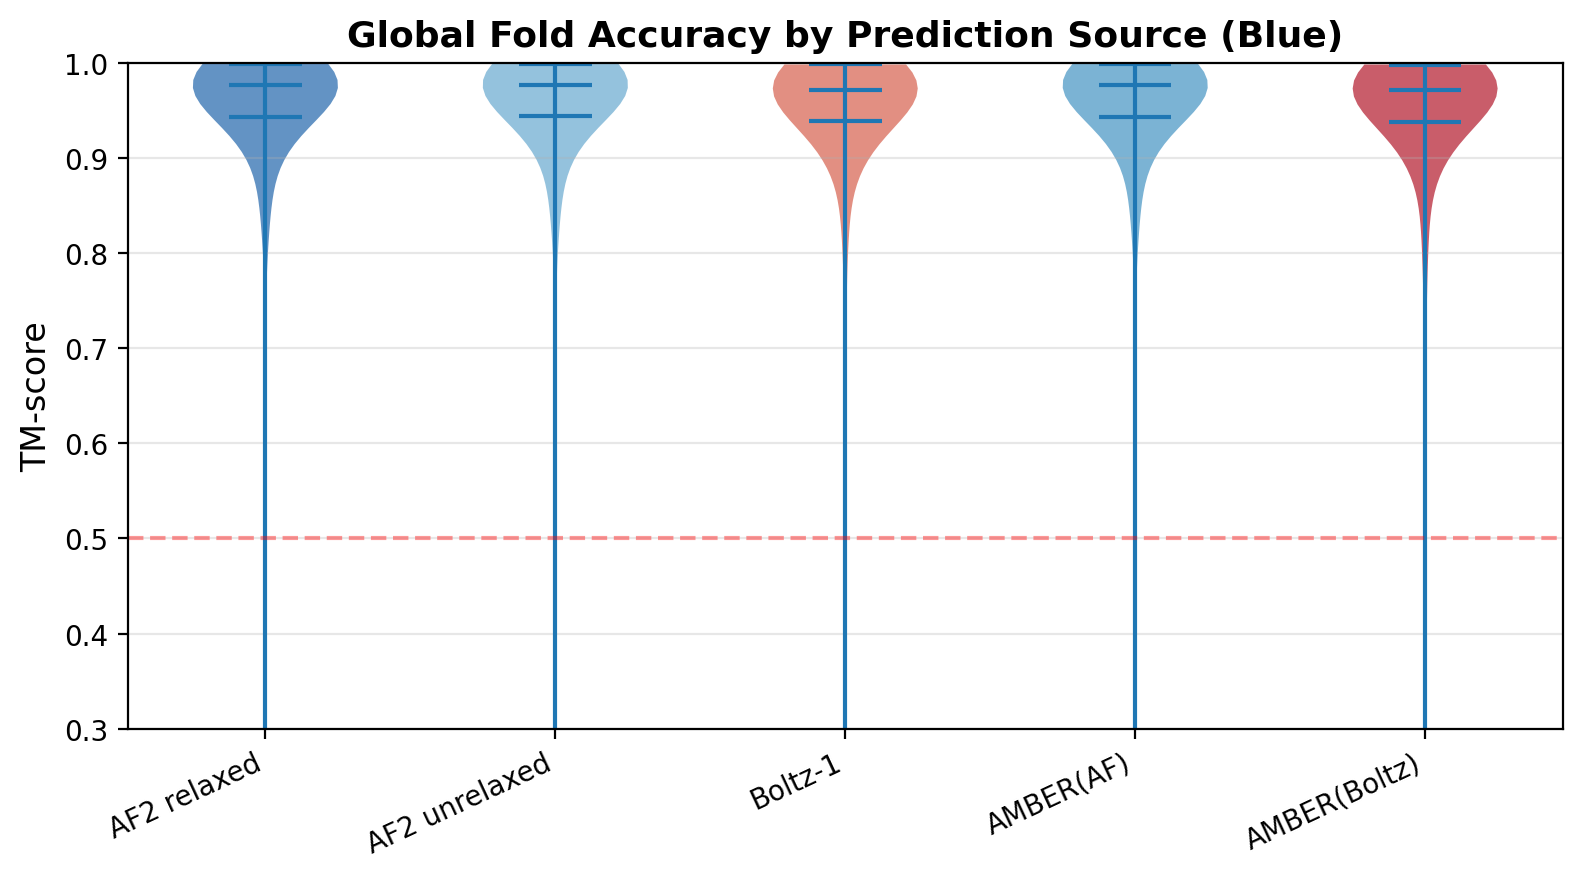 Global Fold Accuracy by Prediction Source (Blue)
TM-score
1.0
0.9
0.8
0.7
0.6
0.5
0.4
0.3
AF2 relaxed
AF2 unrelaxed
Boltz-1
AMBER(AF)
AMBER(Boltz)